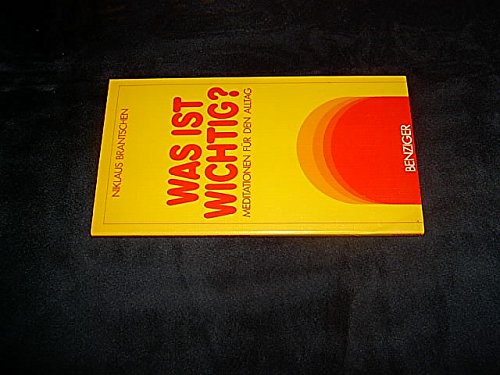 NIKLAUS BRANTSCHEN
WAS IST
WICHTIG?
MEDITATIONEN FÜR DEN ALLTAG
BENZIGER